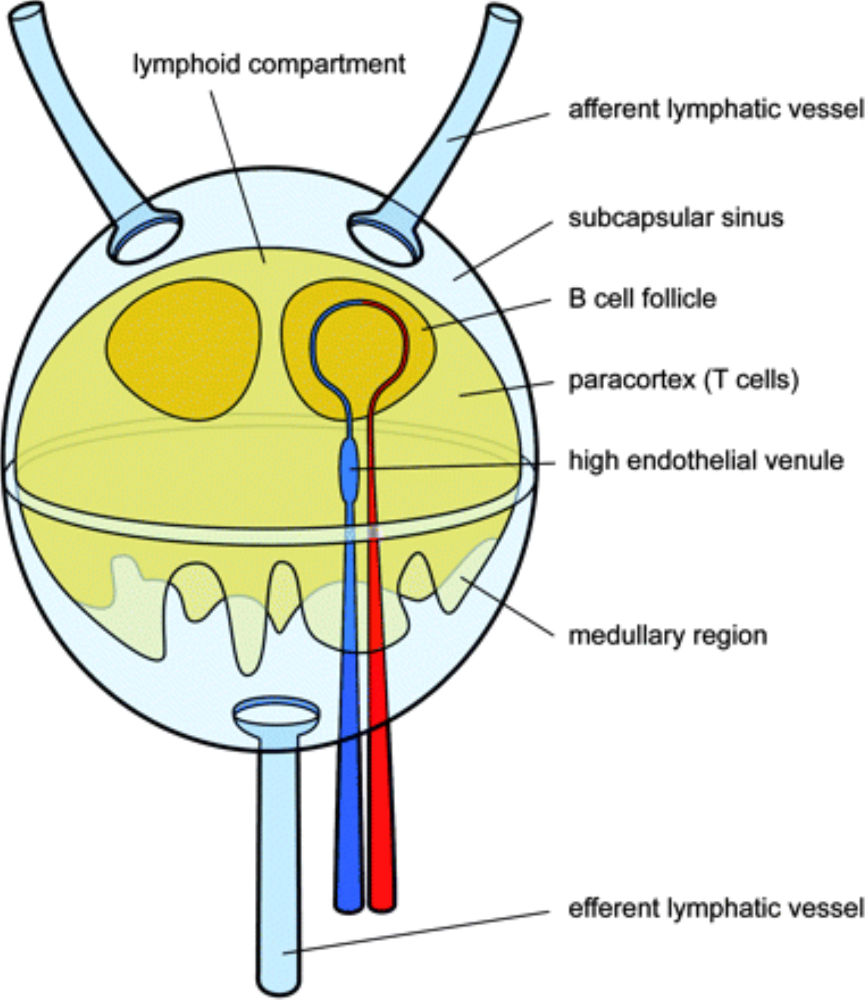 lymphoid compartment
afferent lymphatic vessel
subcapsular sinus
B cell follicle
paracortex (T cells)
high endothelial venule
medullary region
efferent lymphatic vessel